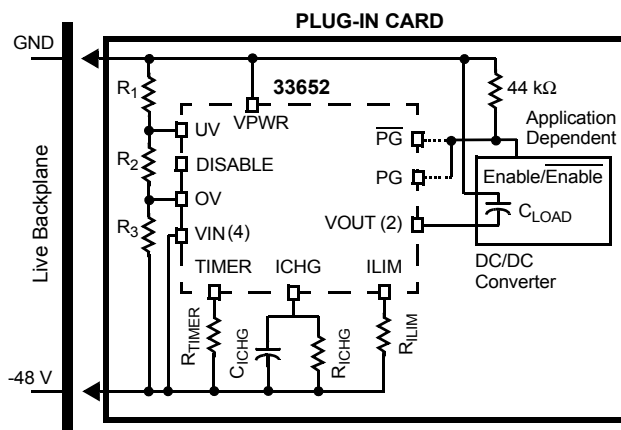 PLUG-IN CARD
GND
33652
R1
44 kΩ
VPWR
Application
Dependent
UV
PG
R2
DISABLE
Enable/Enable
PG
OV
CLOAD
R3
VOUT (2)
VIN(4)
DC/DC
Converter
TIMER
ICHG
ILIM
Live Backplane
RTIMER
CICHG
RICHG
RILIM
-48 V